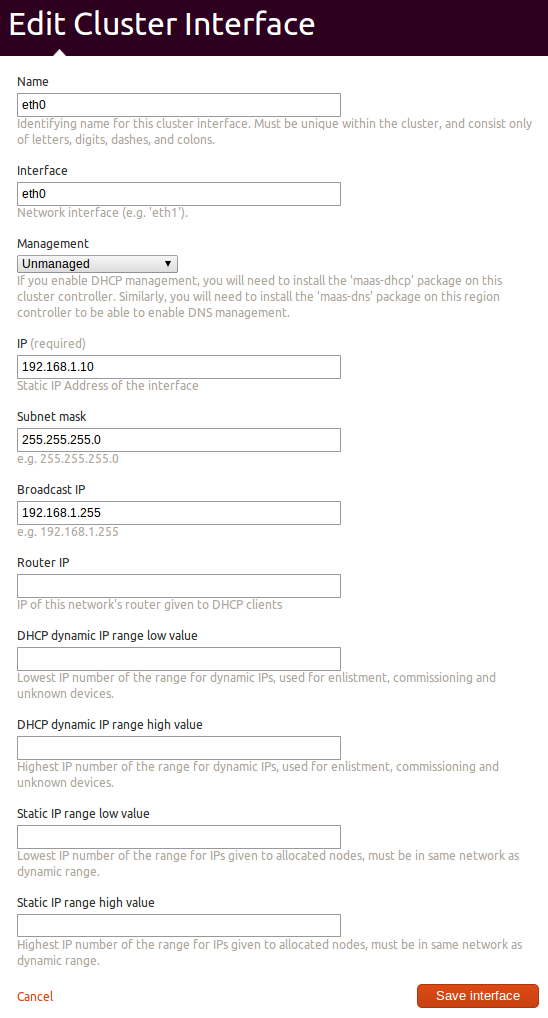 Edit Cluster Interface
Name
eth0
Identifying name for this cluster interface. Must be unique within the cluster, and consist only
of letters, digits, dashes, and colons.
Interface
eth0
Network interface (e.g. 'eth1').
Management
Unmanaged
If you enable DHCP management, you will need to install the 'maas-dhcp' package on this
cluster controller. Similarly, you will need to install the 'maas-dns' package on this region
controller to be able to enable DNS management.
IP (required)
192.168.1.10
Static IP Address of the interface
Subnet mask
255.255.255.0
e.g. 255.255.255.0
Broadcast IP
192.168.1.255
e.g. 192.168.1.255
Router IP
IP of this network's router given to DHCP clients
DHCP dynamic IP range low value
Lowest IP number of the range for dynamic IPs, used for enlistment, commissioning and
unknown devices.
DHCP dynamic IP range high value
Highest IP number of the range for dynamic IPs, used for enlistment, commissioning and
unknown devices.
Static IP range low value
Lowest IP number of the range for IPs given to allocated nodes, must be in same network as
dynamic range.
Static IP range high value
Highest IP number of the range for IPs given to allocated nodes, must be in same network as
dynamic range.
Cancel
Save interface